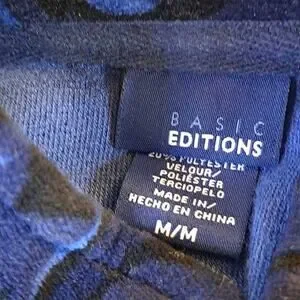 BASIC
EDITIONS
20% POLYESTER
VELOUR/
POLIÉSTER
TERCIOPELO
MADE IN/
HECHO EN CHINA
M/M